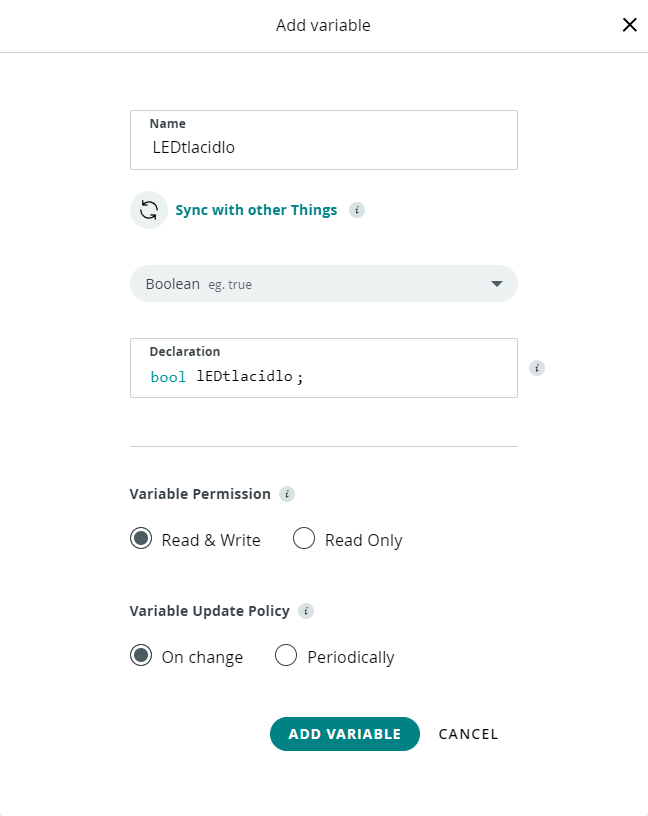 Add variable
Name
LEDtlacidlo
Sync with other Things i
Boolean eg. true
Declaration
bool lEDtlacidlo;
i
Variable Permission i
Read & Write Read Only
Variable Update Policy i
On change Periodically
ADD VARIABLE CANCEL